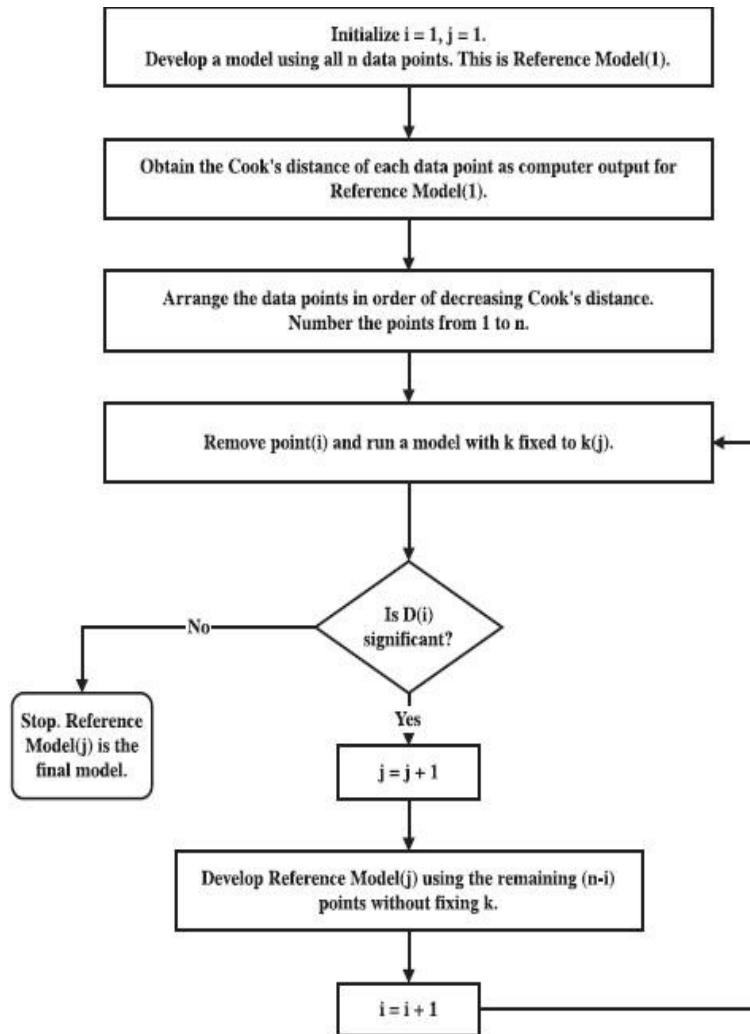 Initialize i = 1, j = 1.
Develop a model using all n data points. This is Reference Model(1).
Obtain the Cook's distance of each data point as computer output for
Reference Model(1).
Arrange the data points in order of decreasing Cook's distance.
Number the points from 1 to n.
Remove point(i) and run a model with k fixed to k(j).
Is D(i)
significant?
No
Stop. Reference
Model(j) is the
final model.
Yes
j = j + 1
Develop Reference Model(j) using the remaining (n-i)
points without fixing k.
i = i + 1